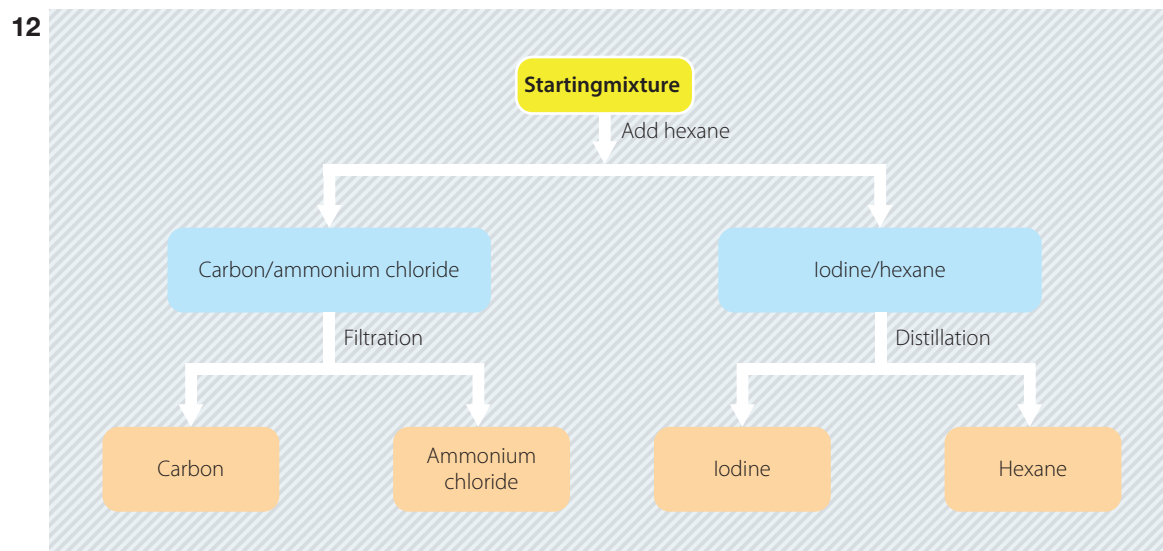 12
Startingmixture
Add hexane
Carbon/ammonium chloride
Iodine/hexane
Filtration
Distillation
Carbon
Ammonium
chloride
Iodine
Hexane